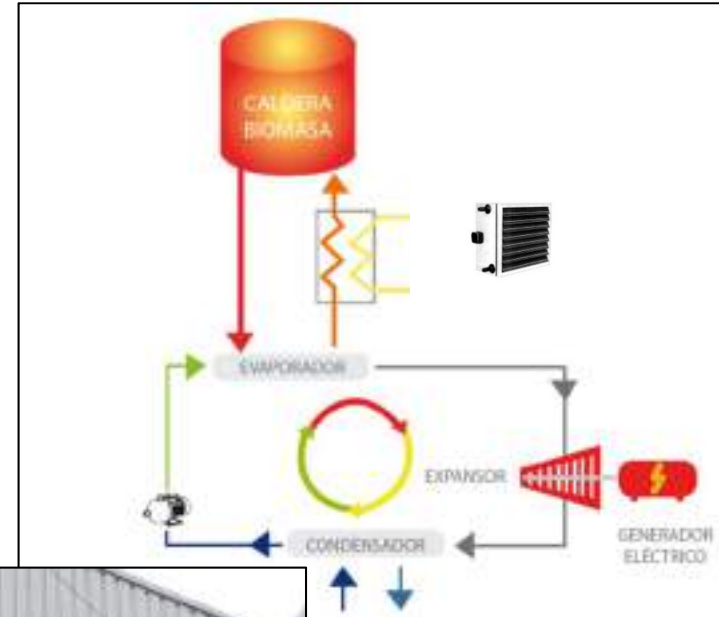 CALDERA
BIOMASA
EVAPORADOR
EXPANSOR
GENERADOR
ELÉCTRICO
CONDENSADOR